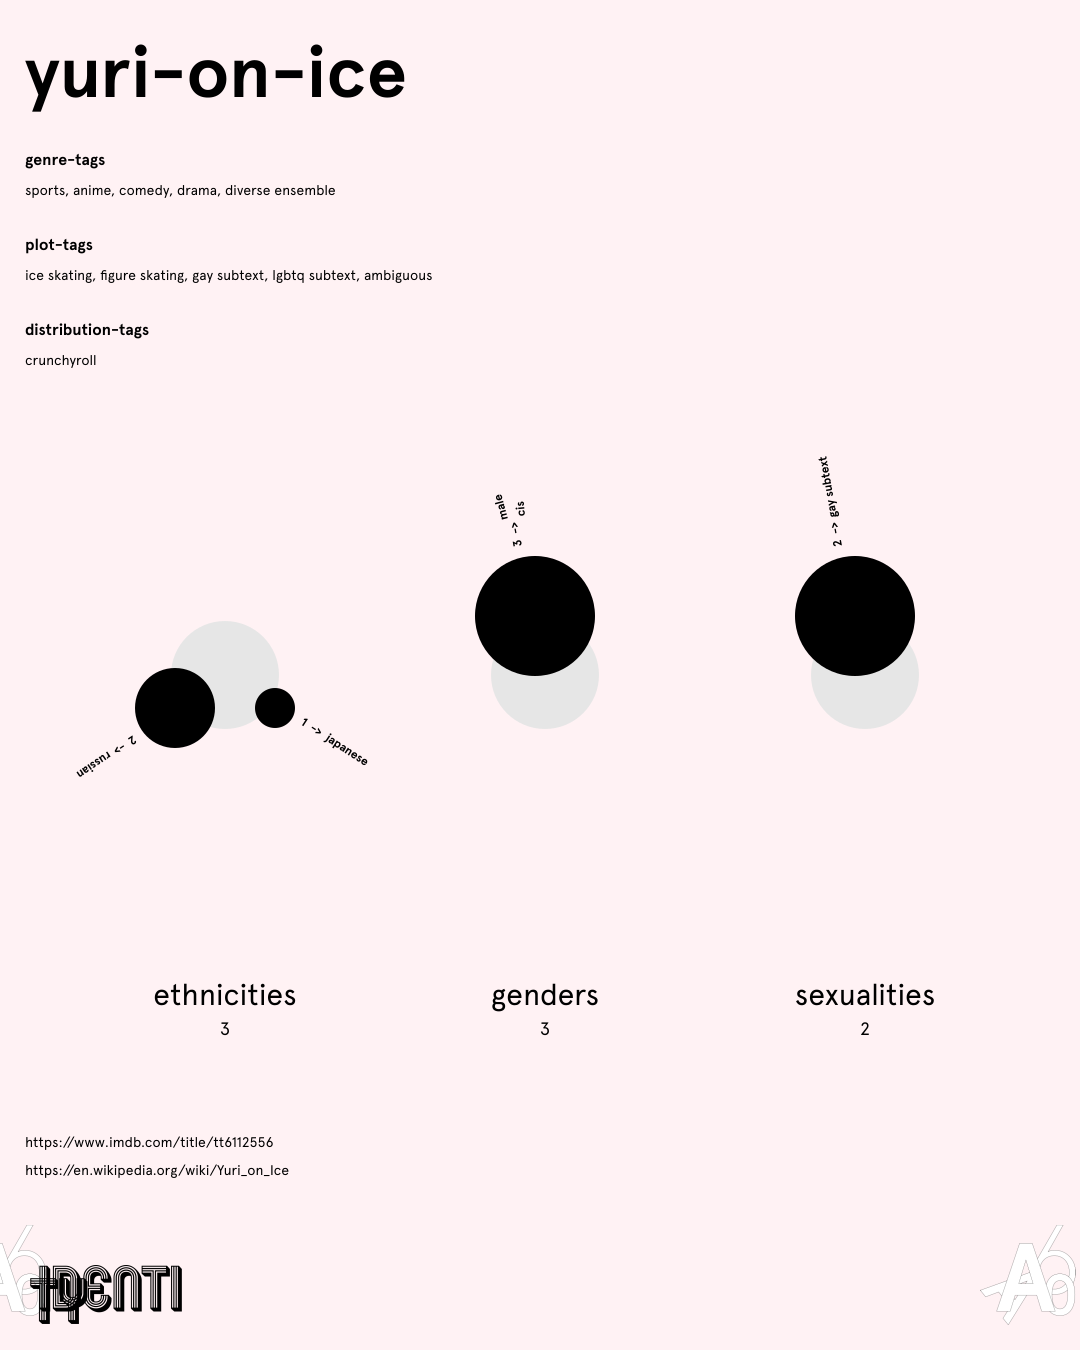 yuri-on-ice
genre-tags
sports, anime, comedy, drama, diverse ensemble
plot-tags
ice skating, figure skating, gay subtext, lgbtq subtext, ambiguous
distribution-tags
crunchyroll
2 -> russian
1 -> japanese
male
3 -> cis
2 -> gay subtext
ethnicities
3
genders
3
sexualities
2
https://www.imdb.com/title/tt6112556
https://en.wikipedia.org/wiki/Yuri_on_Ice
IDENTI